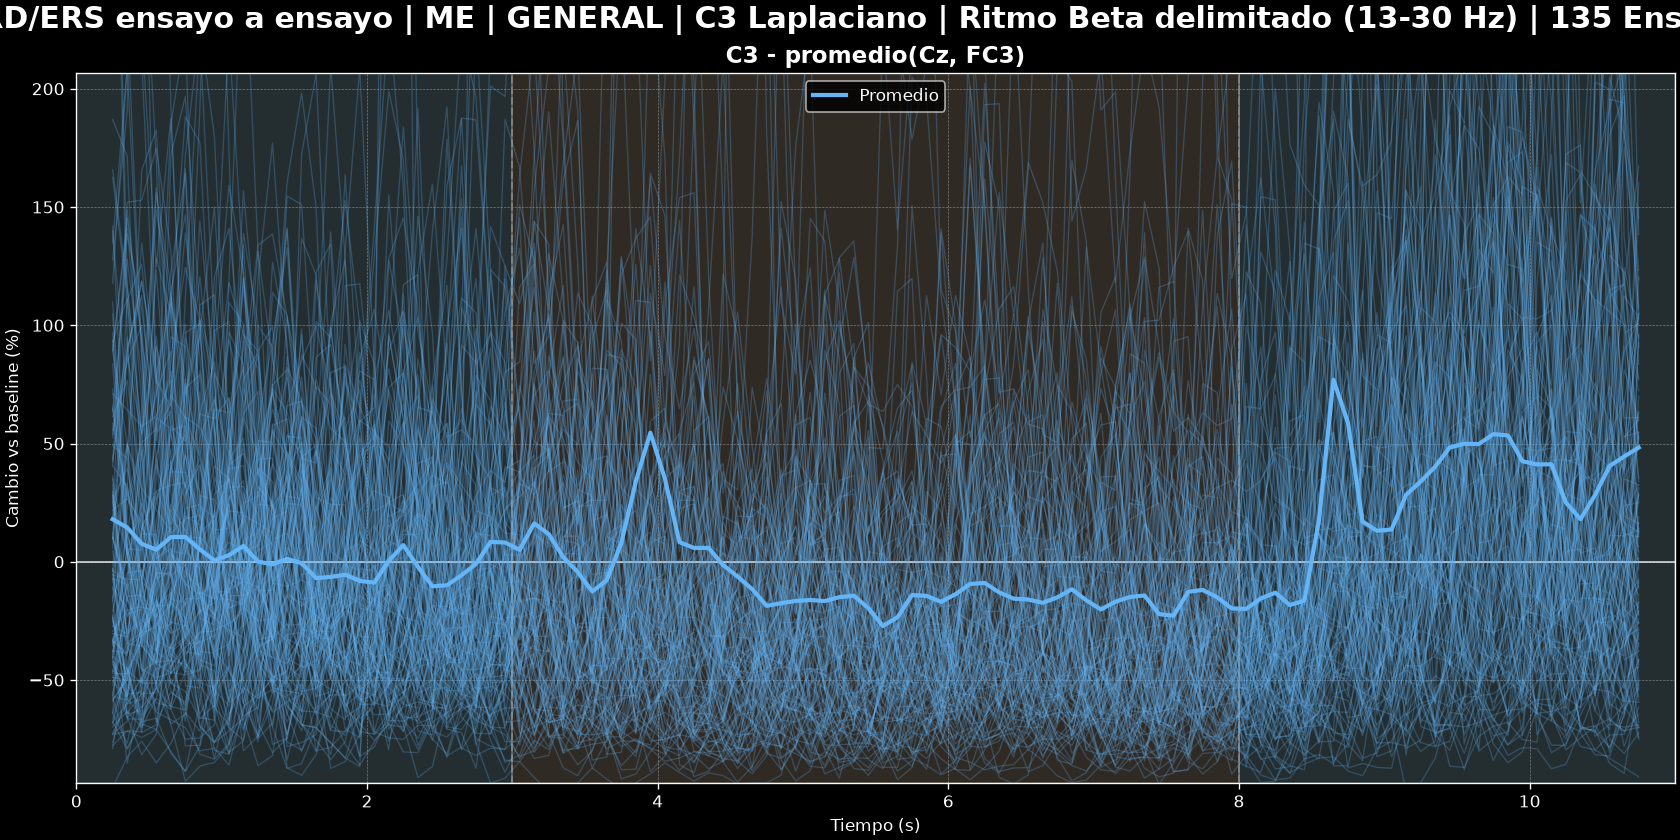 RD/ERS ensayo a ensayo | ME | GENERAL | C3 Laplaciano | Ritmo Beta delimitado (13-30 Hz) | 135 Ens
C3 - promedio(Cz, FC3)
Promedio
200
150
100
50
0
−50
Cambio vs baseline (%)
0 2 4 6 8 10
Tiempo (s)